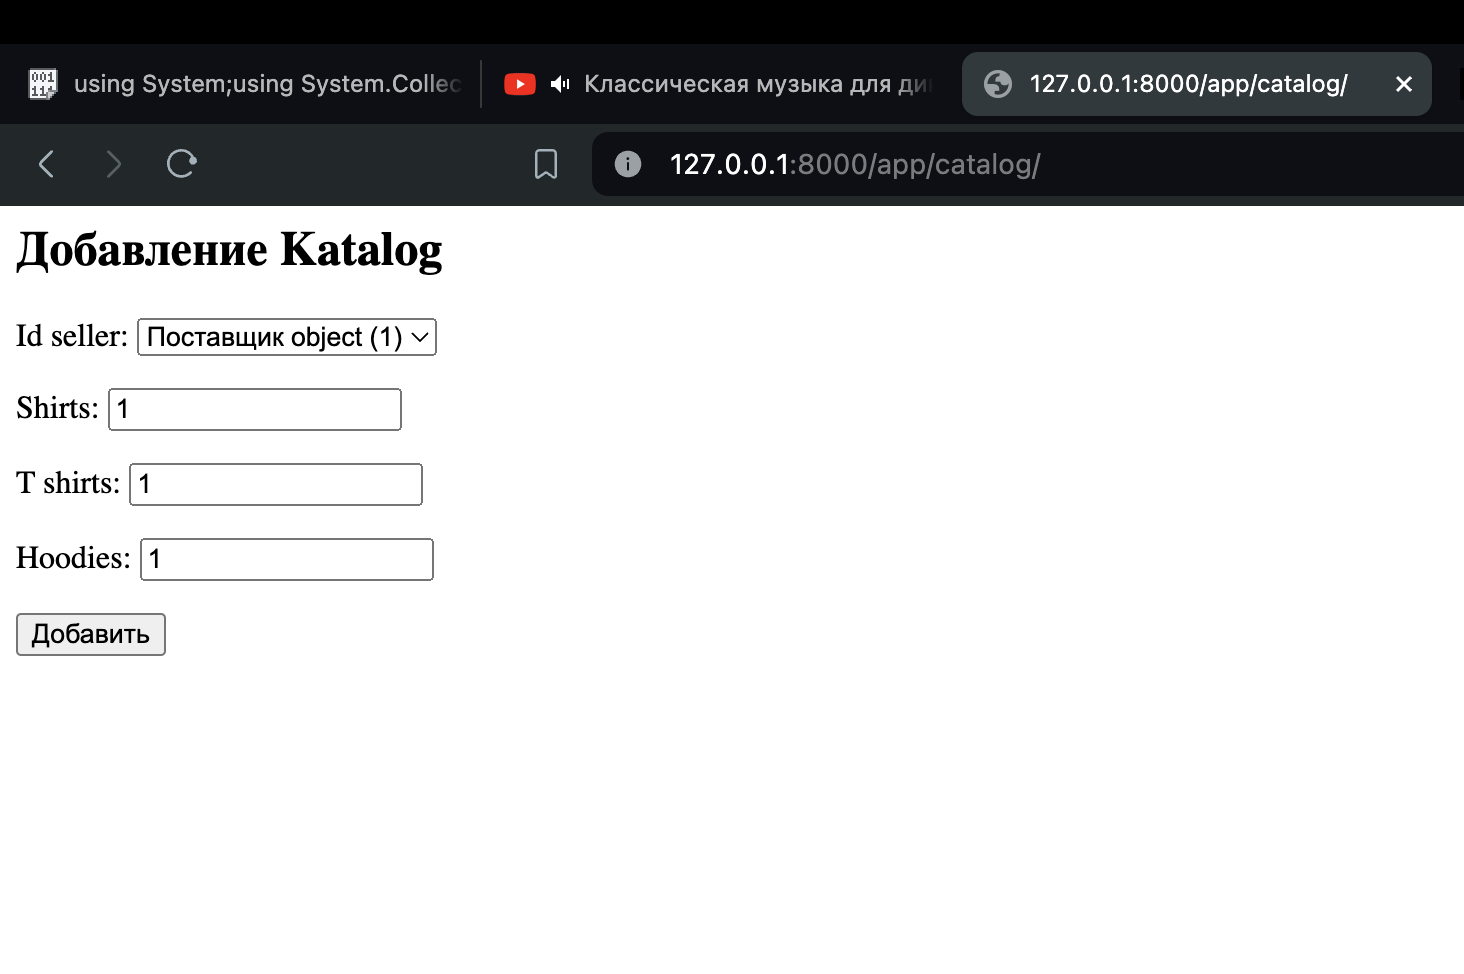 using System;using System.Collec
Классическая музыка для
127.0.0.1:8000/app/catalog/
127.0.0.1:8000/app/catalog/
Добавление Katalog
Id seller: Поставщик object (1)
Shirts: 1
T shirts: 1
Hoodies: 1
Добавить